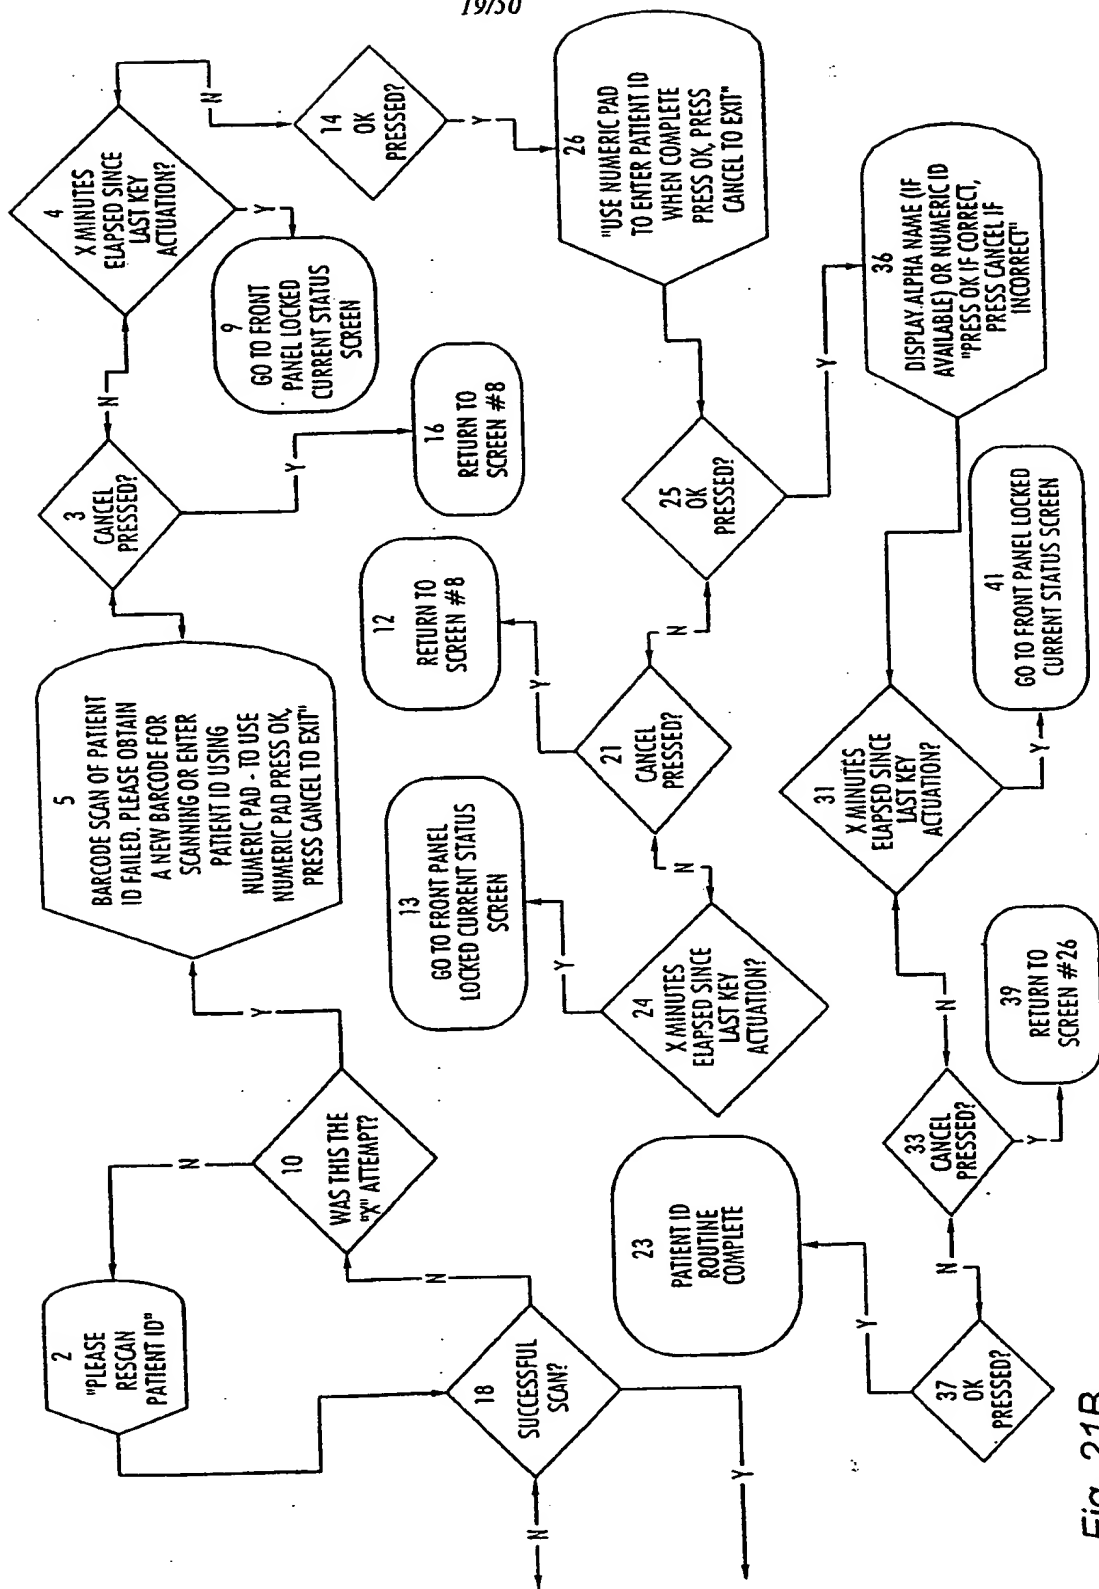 19/50
2
"PLEASE
RESCAN
PATIENT ID"
N
10
WAS THIS THE
"X" ATTEMPT?
Y
N
18
SUCCESSFUL
SCAN?
N
Y
5
BARCODE SCAN OF PATIENT
ID FAILED. PLEASE OBTAIN
A NEW BARCODE FOR
SCANNING OR ENTER
PATIENT ID USING
NUMERIC PAD - TO USE
NUMERIC PAD PRESS OK,
PRESS CANCEL TO EXIT"
3
CANCEL
PRESSED?
N
Y
16
RETURN TO
SCREEN #8
4
X MINUTES
ELAPSED SINCE
LAST KEY
ACTUATION?
Y
9
GO TO FRONT
PANEL LOCKED
CURRENT STATUS
SCREEN
N
14
OK
PRESSED?
Y
26
"USE NUMERIC PAD
TO ENTER PATIENT ID
WHEN COMPLETE
PRESS OK, PRESS
CANCEL TO EXIT"
25
OK
PRESSED?
N
Y
21
CANCEL
PRESSED?
Y
12
RETURN TO
SCREEN #8
N
24
X MINUTES
ELAPSED SINCE
LAST KEY
ACTUATION?
Y
13
GO TO FRONT PANEL
LOCKED CURRENT STATUS
SCREEN
36
DISPLAY.ALPHA NAME (IF
AVAILABLE) OR NUMERIC ID
"PRESS OK IF CORRECT,
PRESS CANCEL IF
INCORRECT"
31
X MINUTES
ELAPSED SINCE
LAST KEY
ACTUATION?
Y
41
GO TO FRONT PANEL LOCKED
CURRENT STATUS SCREEN
N
33
CANCEL
PRESSED?
Y
39
RETURN TO
SCREEN #26
N
37
OK
PRESSED?
Y
23
PATIENT ID
ROUTINE
COMPLETE
Fig. 21B